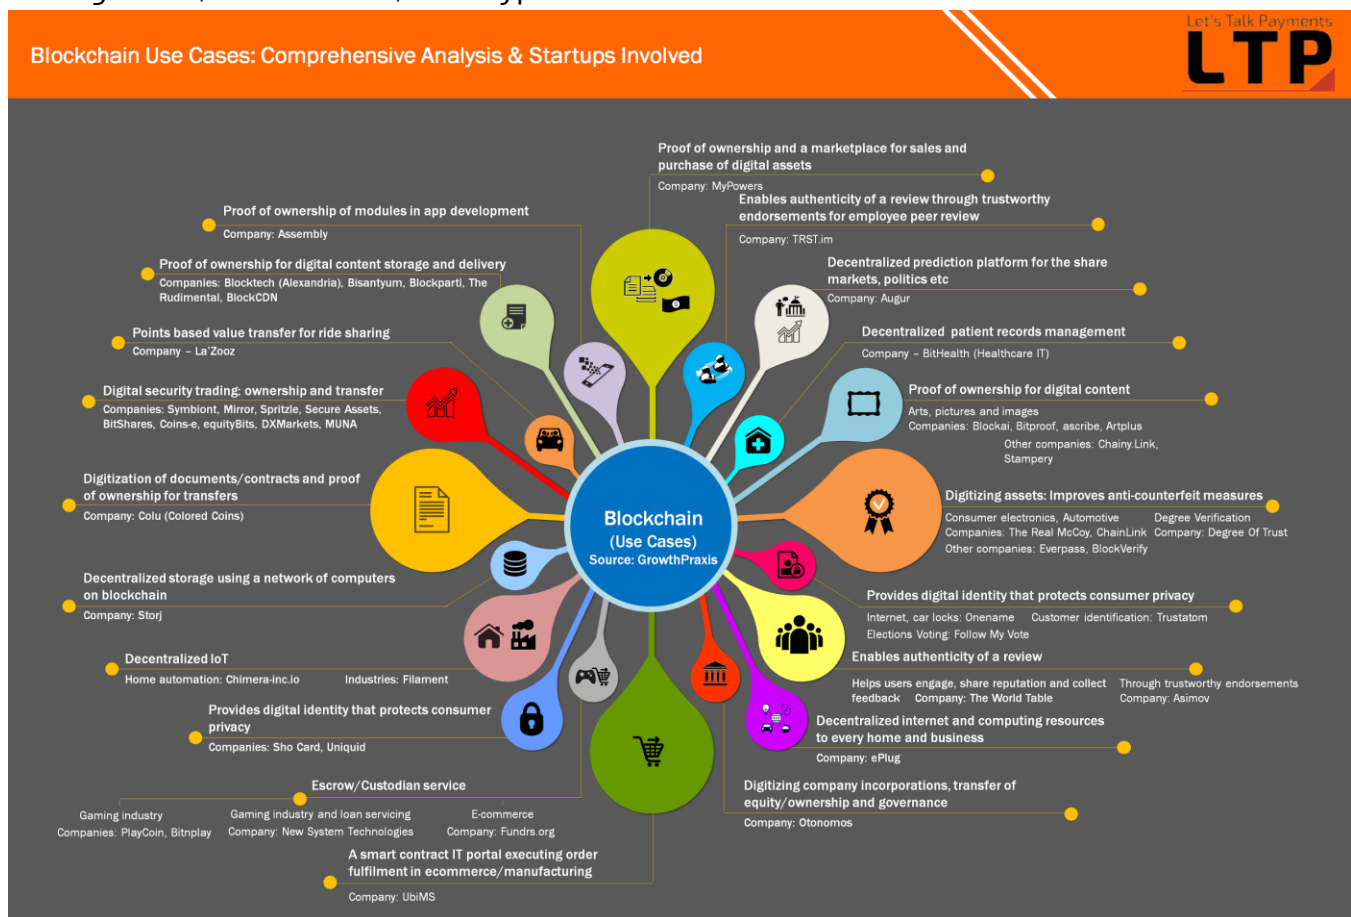 Blockchain Use Cases: Comprehensive Analysis & Startups Involved
Let's Talk Payments
LTP
Proof of ownership and a marketplace for sales and
purchase of digital assets
Company: MyPowers
Enables authenticity of a review through trustworthy
endorsements for employee peer review
Company: TRST.im
Decentralized prediction platform for the share
markets, politics etc
Company: Augur
Decentralized patient records management
Company – BitHealth (Healthcare IT)
Proof of ownership for digital content
Arts, pictures and images
Companies: Blockai, Bitproof, ascribe, Artplus
Other companies: Chainy.Link,
Stampery
Digitizing assets: Improves anti-counterfeit measures
Consumer electronics, Automotive
Companies: The Real McCoy, ChainLink
Degree Verification
Company: Degree Of Trust
Other companies: Everpass, BlockVerify
Provides digital identity that protects consumer privacy
Internet, car locks: Onename
Customer identification: Trustatom
Elections Voting: Follow My Vote
Enables authenticity of a review
Helps users engage, share reputation and collect
feedback Company: The World Table
Through trustworthy endorsements
Company: Asimov
Decentralized internet and computing resources
to every home and business
Company: ePlug
Digitizing company incorporations, transfer of
equity/ownership and governance
Company: Otonomos
Proof of ownership of modules in app development
Company: Assembly
Proof of ownership for digital content storage and delivery
Companies: Blocktech (Alexandria), Bisantyum, Blockparti, The
Rudimental, BlockCDN
Points based value transfer for ride sharing
Company – La'Zooz
Digital security trading: ownership and transfer
Companies: Symbiont, Mirror, Spritzle, Secure Assets,
BitShares, Coins-e, equityBits, DXMarkets, MUNA
Digitization of documents/contracts and proof
of ownership for transfers
Company: Colu (Colored Coins)
Decentralized storage using a network of computers
on blockchain
Company: Storj
Decentralized IoT
Home automation: Chimera-inc.io
Industries: Filament
Provides digital identity that protects consumer
privacy
Companies: Sho Card, Uniquid
Escrow/Custodian service
Gaming industry
Companies: PlayCoin, Bitnplay
Gaming industry and loan servicing
Company: New System Technologies
E-commerce
Company: Fundrs.org
A smart contract IT portal executing order
fulfilment in ecommerce/manufacturing
Company: UbiMS
Blockchain
(Use Cases)
Source: GrowthPraxis